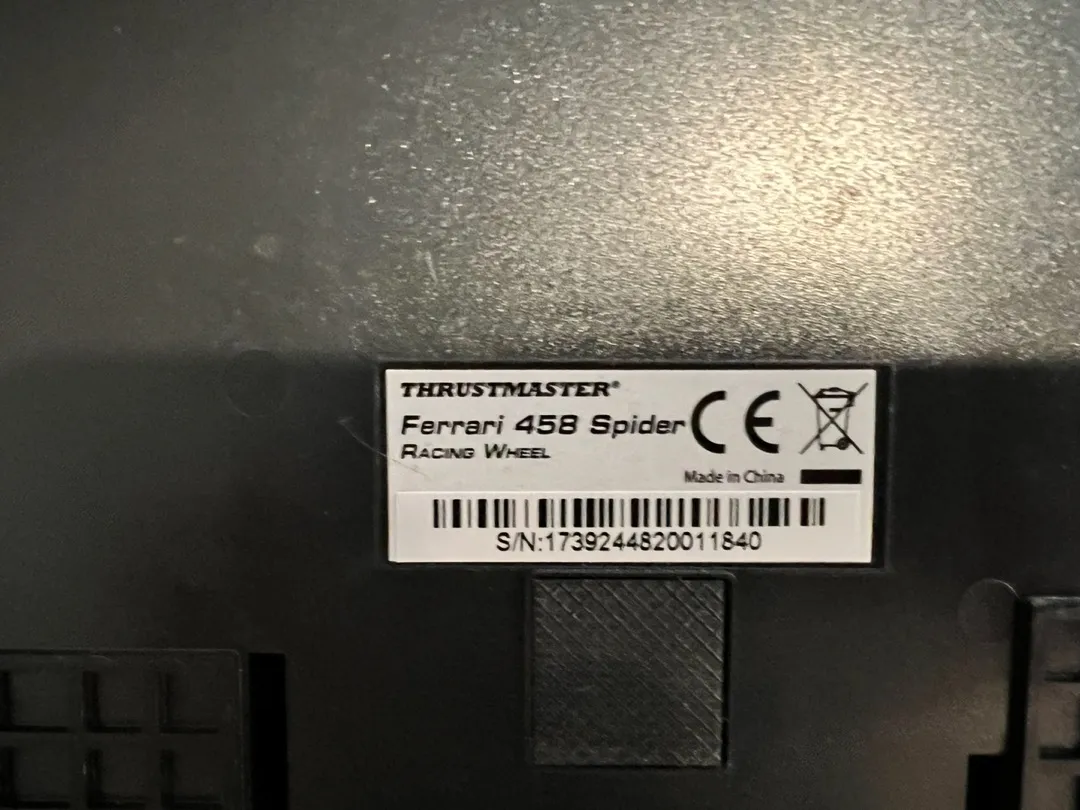 THRUSTMASTER®
Ferrari 458 Spider
RACING WHEEL
CE
Made in China
S/N:1739244820011840